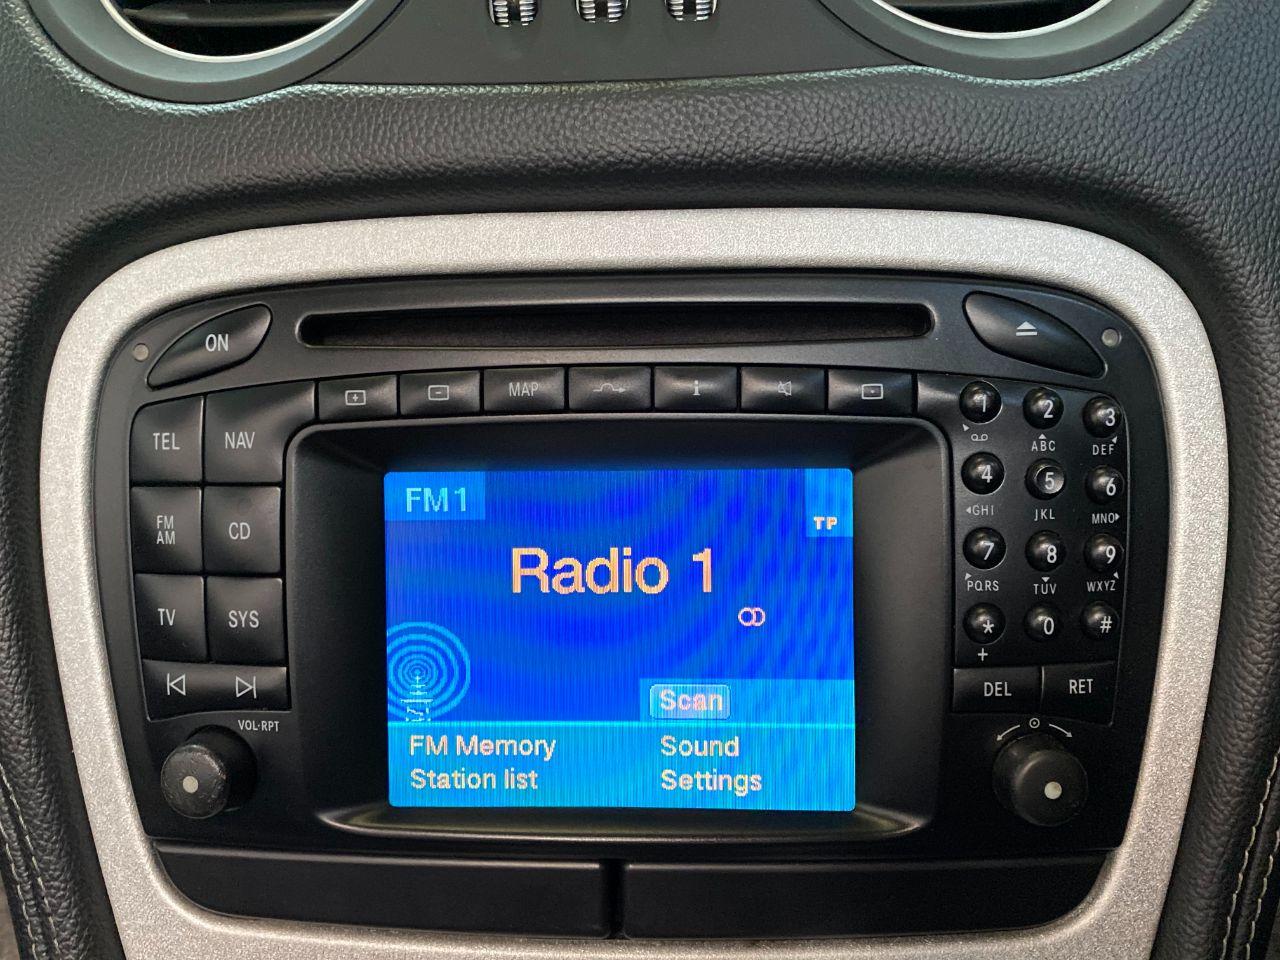 ON
MAP
i
TEL NAV
FM AM CD
TV SYS
VOL·RPT
FM1
TP
Radio 1
Scan
FM Memory Sound
Station list Settings
1 2 3
ABC DEF
4 5 6
GHI JKL MNO
7 8 9
PQRS TUV WXYZ
* 0 #
+
DEL RET